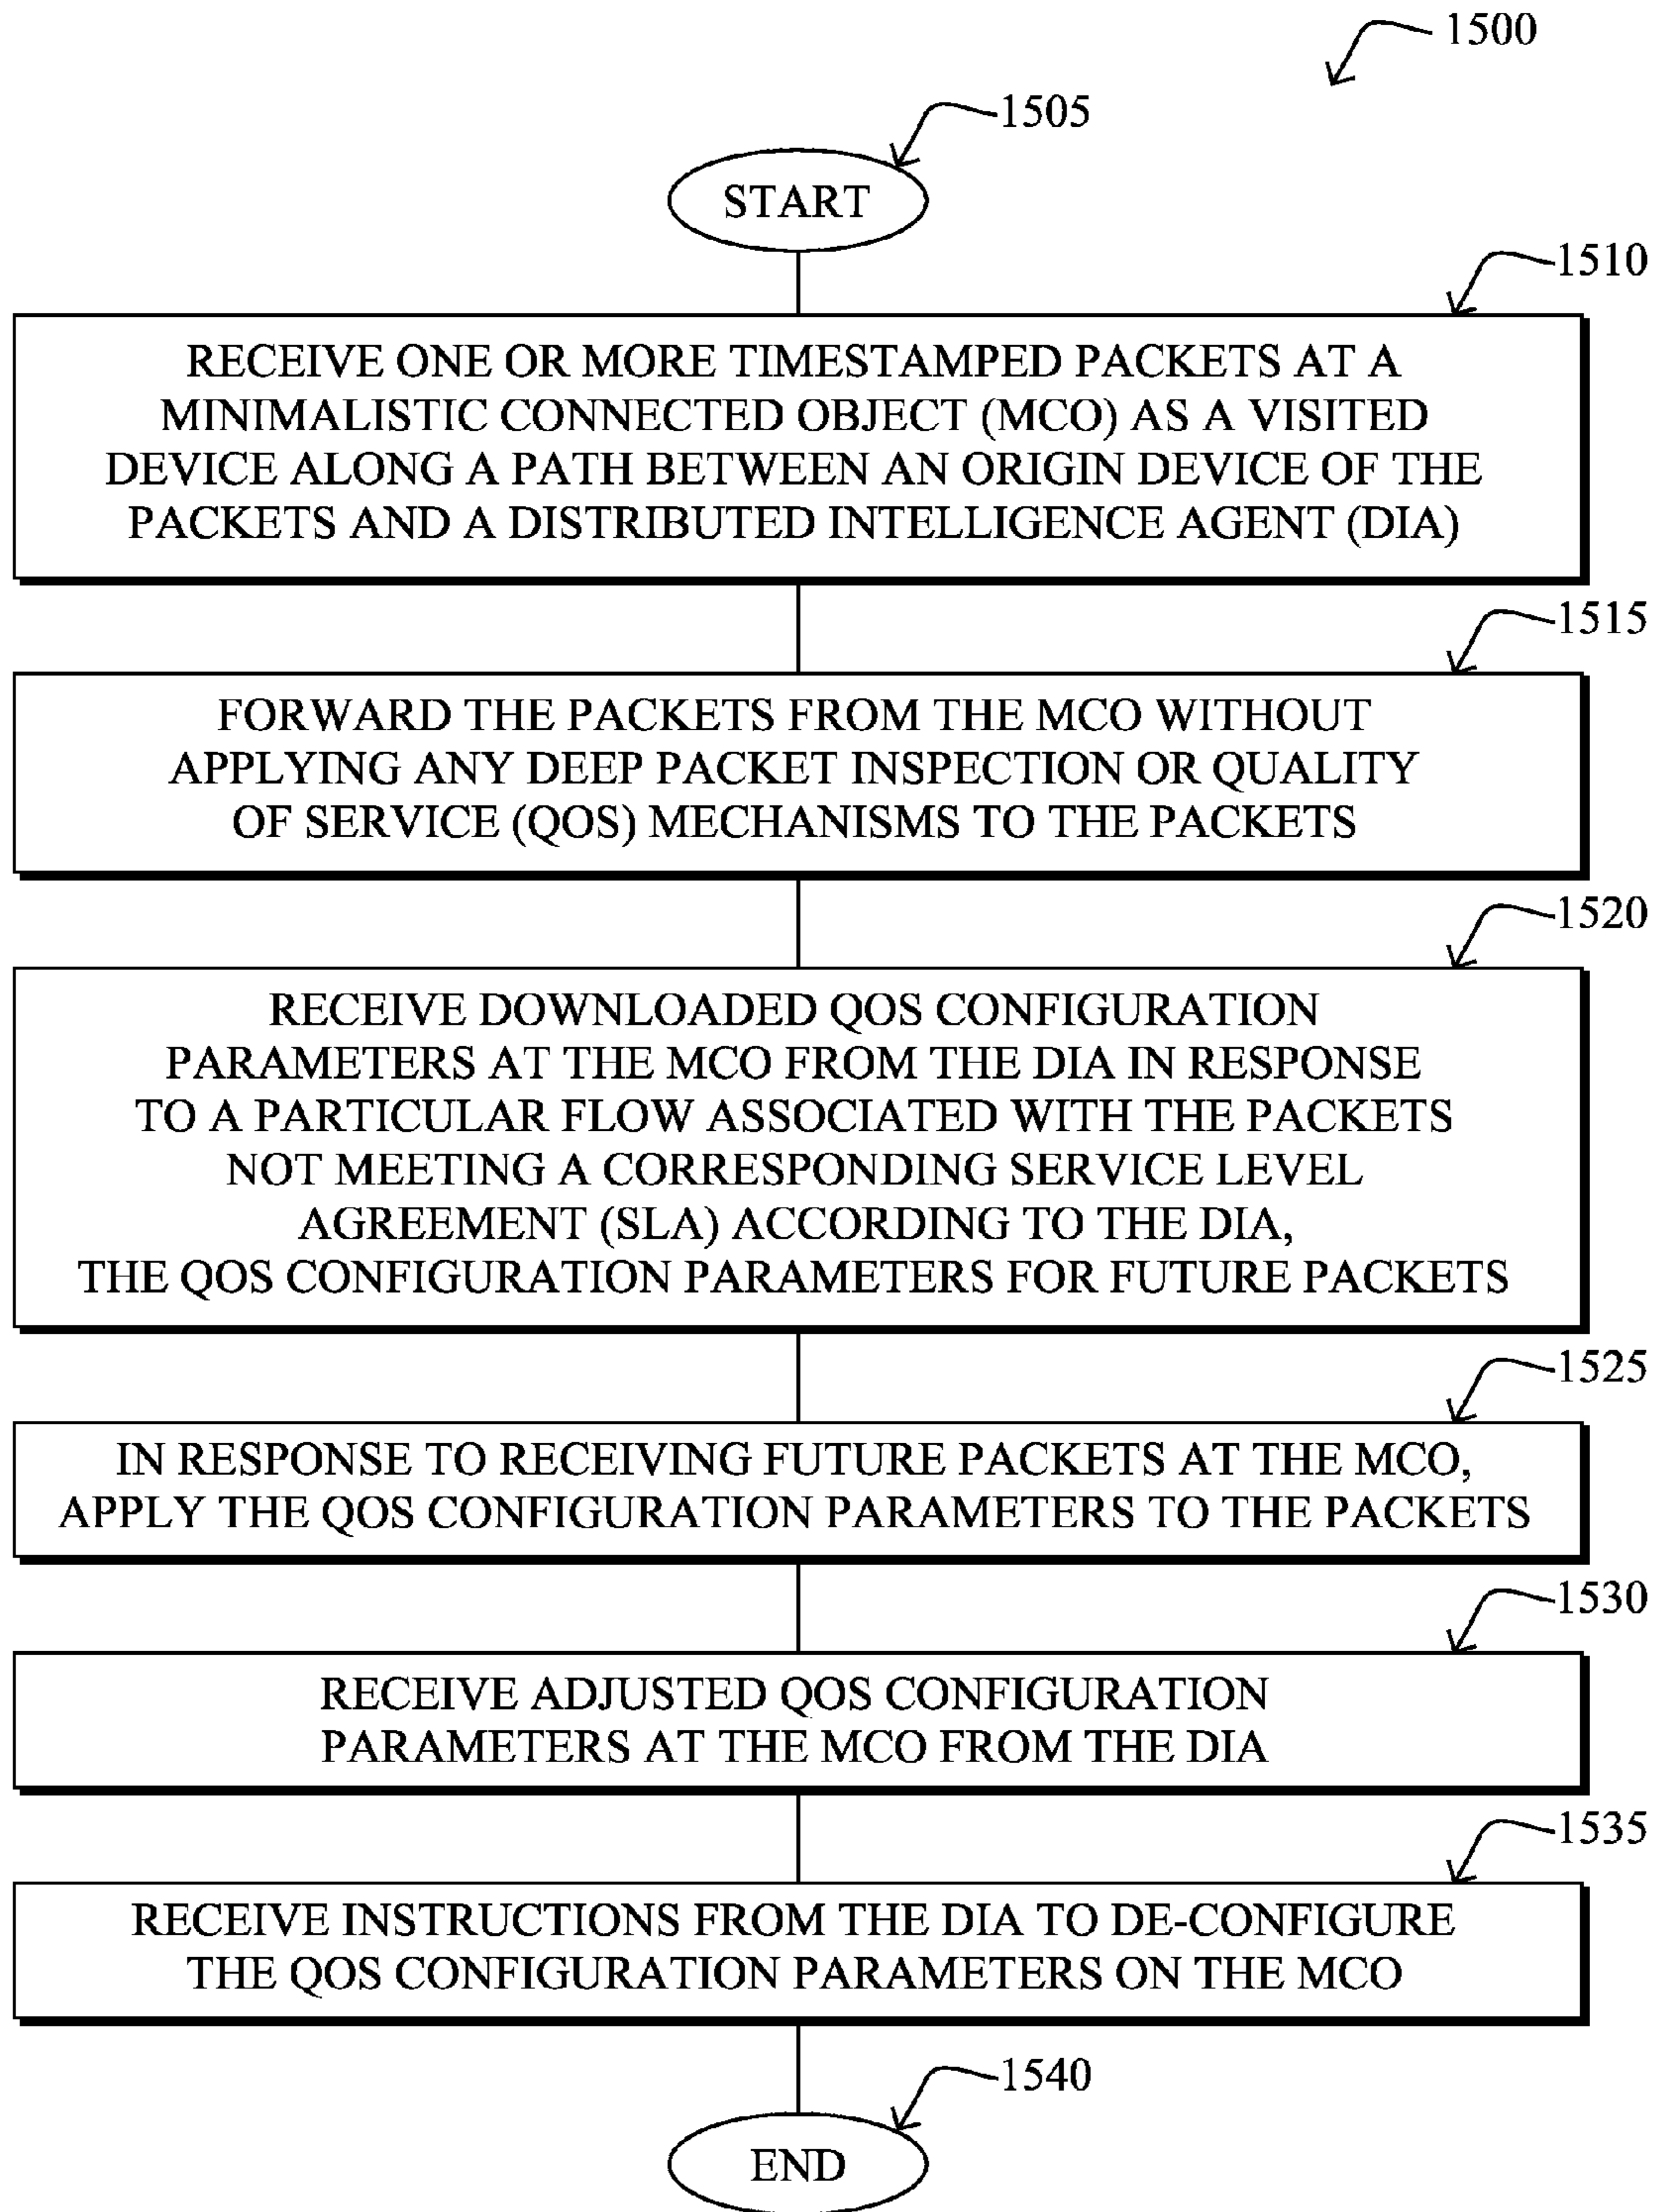 1500
1505
START
1510
RECEIVE ONE OR MORE TIMESTAMPED PACKETS AT A
MINIMALISTIC CONNECTED OBJECT (MCO) AS A VISITED
DEVICE ALONG A PATH BETWEEN AN ORIGIN DEVICE OF THE
PACKETS AND A DISTRIBUTED INTELLIGENCE AGENT (DIA)
1515
FORWARD THE PACKETS FROM THE MCO WITHOUT
APPLYING ANY DEEP PACKET INSPECTION OR QUALITY
OF SERVICE (QOS) MECHANISMS TO THE PACKETS
1520
RECEIVE DOWNLOADED QOS CONFIGURATION
PARAMETERS AT THE MCO FROM THE DIA IN RESPONSE
TO A PARTICULAR FLOW ASSOCIATED WITH THE PACKETS
NOT MEETING A CORRESPONDING SERVICE LEVEL
AGREEMENT (SLA) ACCORDING TO THE DIA,
THE QOS CONFIGURATION PARAMETERS FOR FUTURE PACKETS
1525
IN RESPONSE TO RECEIVING FUTURE PACKETS AT THE MCO,
APPLY THE QOS CONFIGURATION PARAMETERS TO THE PACKETS
1530
RECEIVE ADJUSTED QOS CONFIGURATION
PARAMETERS AT THE MCO FROM THE DIA
1535
RECEIVE INSTRUCTIONS FROM THE DIA TO DE-CONFIGURE
THE QOS CONFIGURATION PARAMETERS ON THE MCO
1540
END